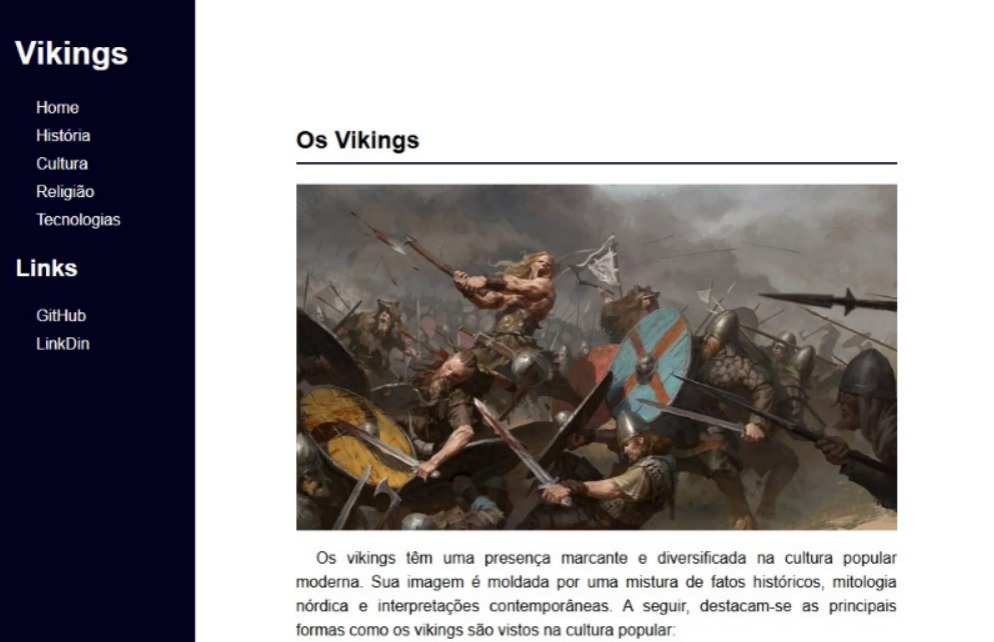 Vikings
Home
História
Cultura
Religião
Tecnologias
Links
GitHub
LinkDin
Os Vikings
Os vikings têm uma presença marcante e diversificada na cultura popular
moderna. Sua imagem é moldada por uma mistura de fatos históricos, mitologia
nórdica e interpretações contemporâneas. A seguir, destacam-se as principais
formas como os vikings são vistos na cultura popular: